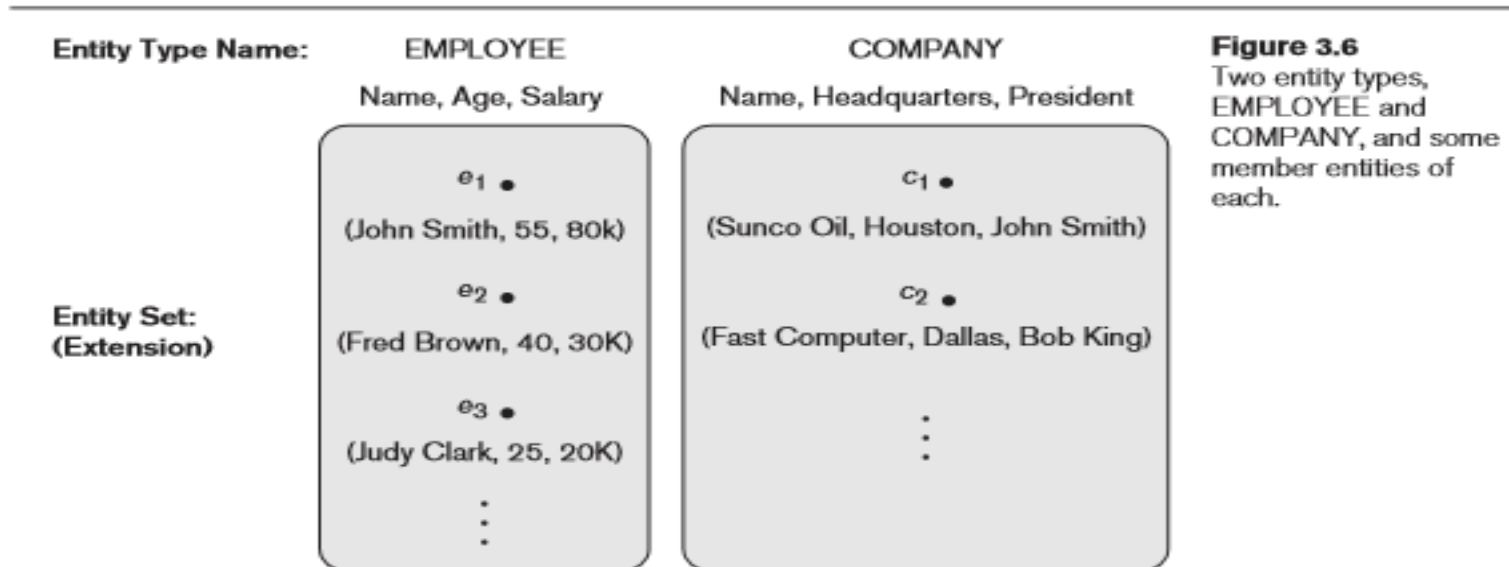 Entity Type Name: EMPLOYEE COMPANY
Name, Age, Salary Name, Headquarters, President
e1 c1
(John Smith, 55, 80k) (Sunco Oil, Houston, John Smith)
e2 c2
Entity Set:
(Extension)
(Fred Brown, 40, 30K) (Fast Computer, Dallas, Bob King)
e3
(Judy Clark, 25, 20K)
Figure 3.6
Two entity types,
EMPLOYEE and
COMPANY, and some
member entities of
each.